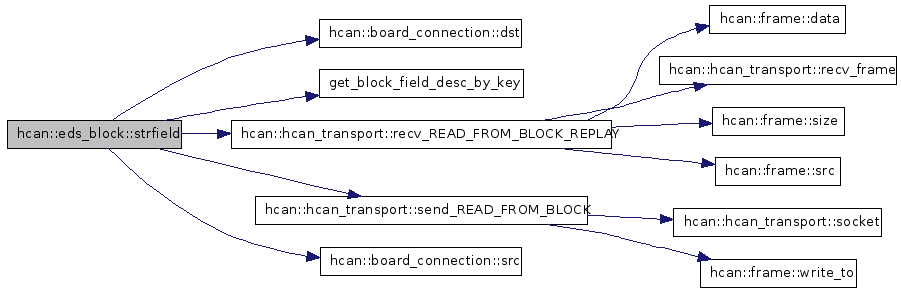 hcan::eds_block::strfield
hcan::board_connection::dst
get_block_field_desc_by_key
hcan::hcan_transport::recv_READ_FROM_BLOCK_REPLAY
hcan::hcan_transport::send_READ_FROM_BLOCK
hcan::board_connection::src
hcan::frame::data
hcan::hcan_transport::recv_frame
hcan::frame::size
hcan::frame::src
hcan::hcan_transport::socket
hcan::frame::write_to